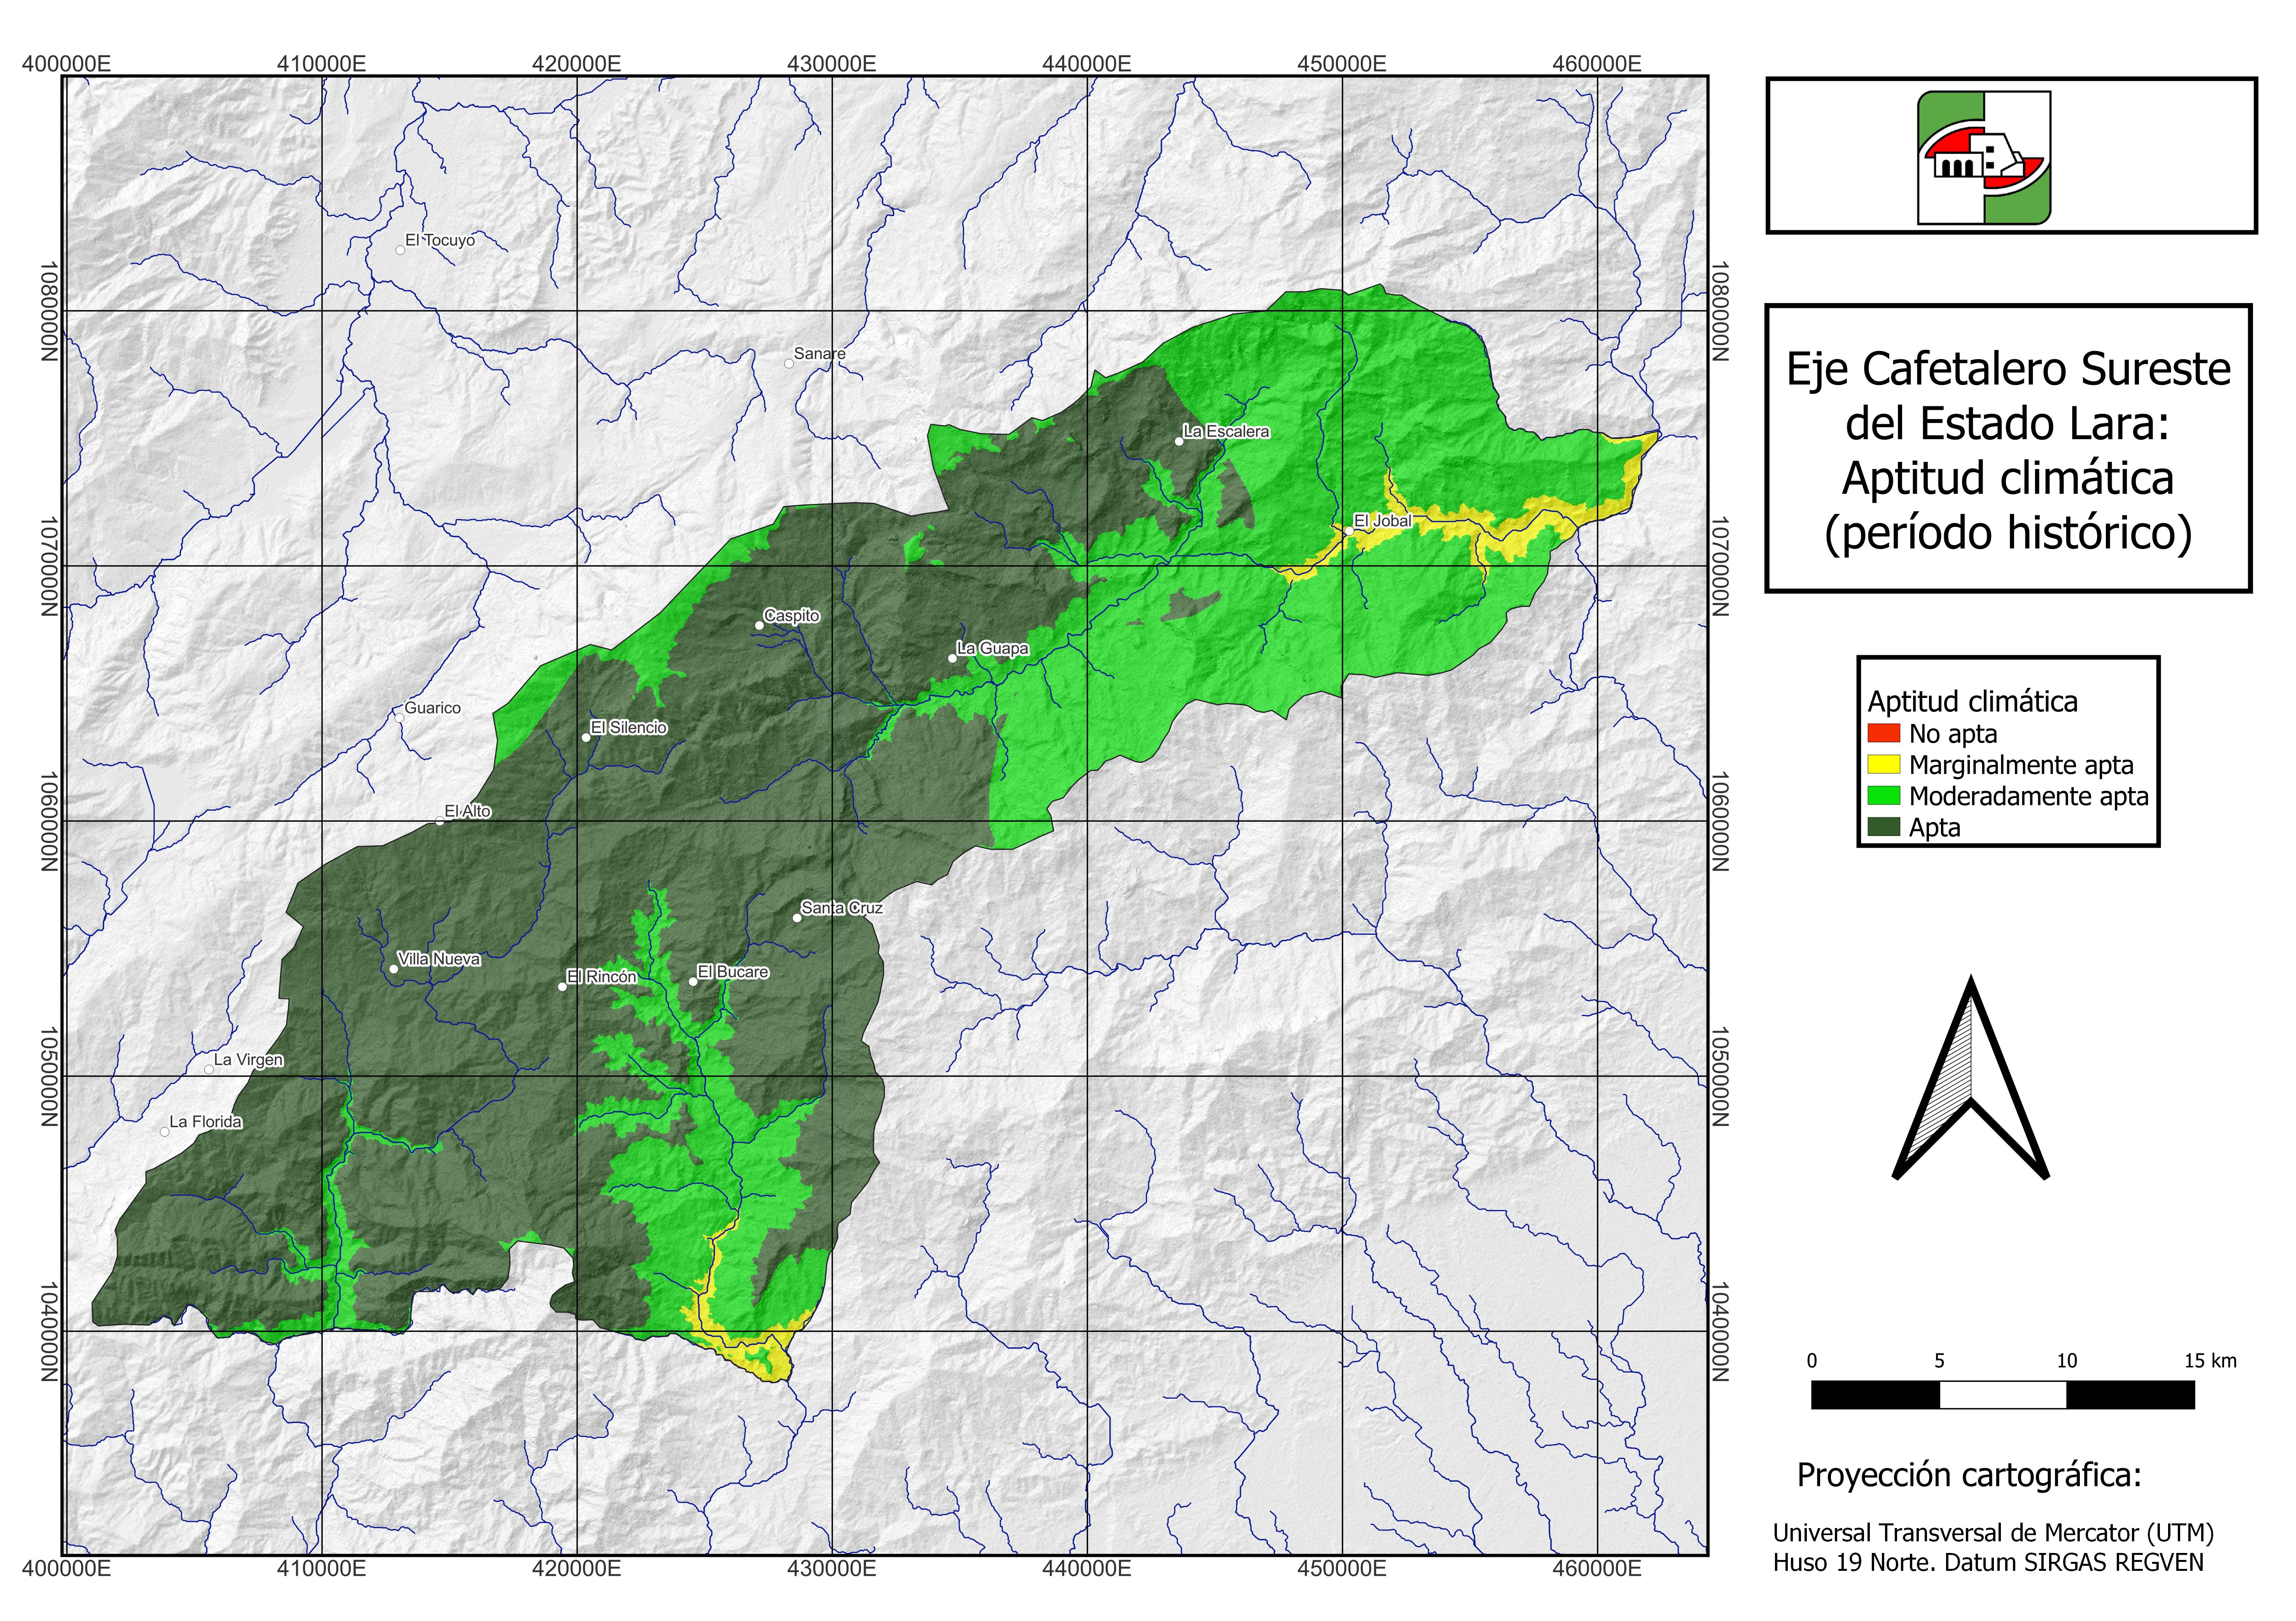 400000E 410000E 420000E 430000E 440000E 450000E 460000E
1080000N
1070000N
1060000N
1050000N
1040000N
El Tocuyo
Sanare
La Escalera
El Jobal
Caspito
La Guapa
Guarico
El Silencio
El Alto
Santa Cruz
Villa Nueva
El Rincón
El Bucare
La Virgen
La Florida
1080000N
1070000N
1060000N
1050000N
1040000N
400000E 410000E 420000E 430000E 440000E 450000E 460000E
Eje Cafetalero Sureste
del Estado Lara:
Aptitud climática
(período histórico)
Aptitud climática
No apta
Marginalmente apta
Moderadamente apta
Apta
0 5 10 15 km
Proyección cartográfica:
Universal Transversal de Mercator (UTM)
Huso 19 Norte. Datum SIRGAS REGVEN